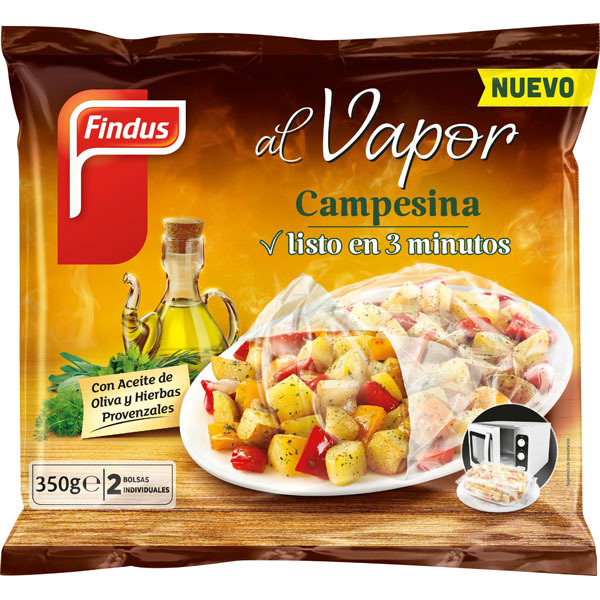 NUEVO
Findus
al Vapor
Campesina
√ listo en 3 minutos
Con Aceite de
Oliva y Hierbas
Provenzales
350g℮
2 BOLSAS
INDIVIDUALES